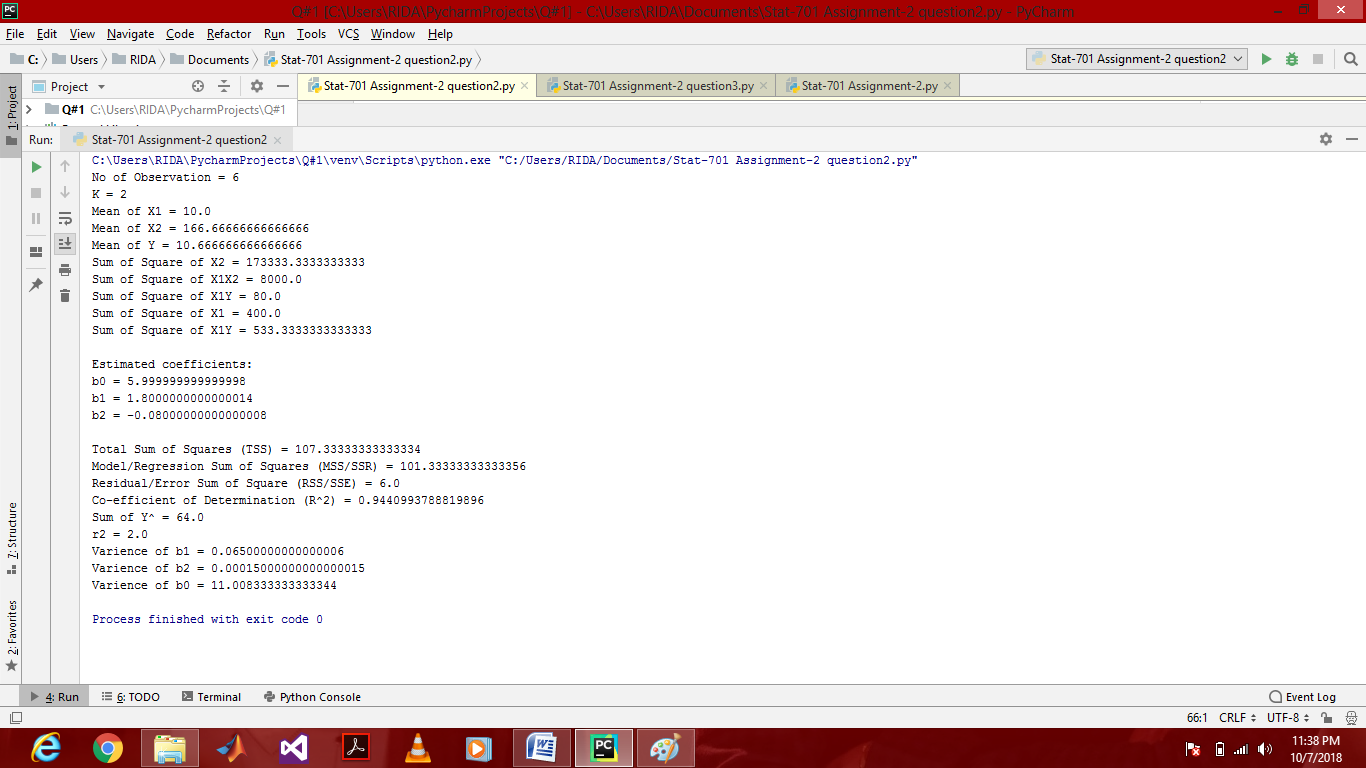 Q#1 [C:\Users\RIDA\PycharmProjects\Q#1] - C:\Users\RIDA\Documents\Stat-701 Assignment-2 question2.py - PyCharm
File Edit View Navigate Code Refactor Run Tools VCS Window Help
C: Users RIDA Documents Stat-701 Assignment-2 question2.py Stat-701 Assignment-2 question2
1: Project Project Stat-701 Assignment-2 question2.py Stat-701 Assignment-2 question3.py Stat-701 Assignment-2.py
Q#1 C:\Users\RIDA\PycharmProjects\Q#1
Run: Stat-701 Assignment-2 question2
C:\Users\RIDA\PycharmProjects\Q#1\venv\Scripts\python.exe "C:/Users/RIDA/Documents/Stat-701 Assignment-2 question2.py"
No of Observation = 6
K = 2
Mean of X1 = 10.0
Mean of X2 = 166.66666666666666
Mean of Y = 10.666666666666666
Sum of Square of X2 = 173333.3333333333
Sum of Square of X1X2 = 8000.0
Sum of Square of X1Y = 80.0
Sum of Square of X1 = 400.0
Sum of Square of X1Y = 533.3333333333333
Estimated coefficients:
b0 = 5.999999999999998
b1 = 1.8000000000000014
b2 = -0.08000000000000008
Total Sum of Squares (TSS) = 107.33333333333334
Model/Regression Sum of Squares (MSS/SSR) = 101.33333333333356
Residual/Error Sum of Square (RSS/SSE) = 6.0
Co-efficient of Determination (R^2) = 0.9440993788819896
Sum of Y^ = 64.0
r2 = 2.0
Varience of b1 = 0.06500000000000006
Varience of b2 = 0.00015000000000000015
Varience of b0 = 11.008333333333344
Process finished with exit code 0
7: Structure
2: Favorites
4: Run 6: TODO Terminal Python Console Event Log
66:1 CRLF UTF-8
11:38 PM
10/7/2018